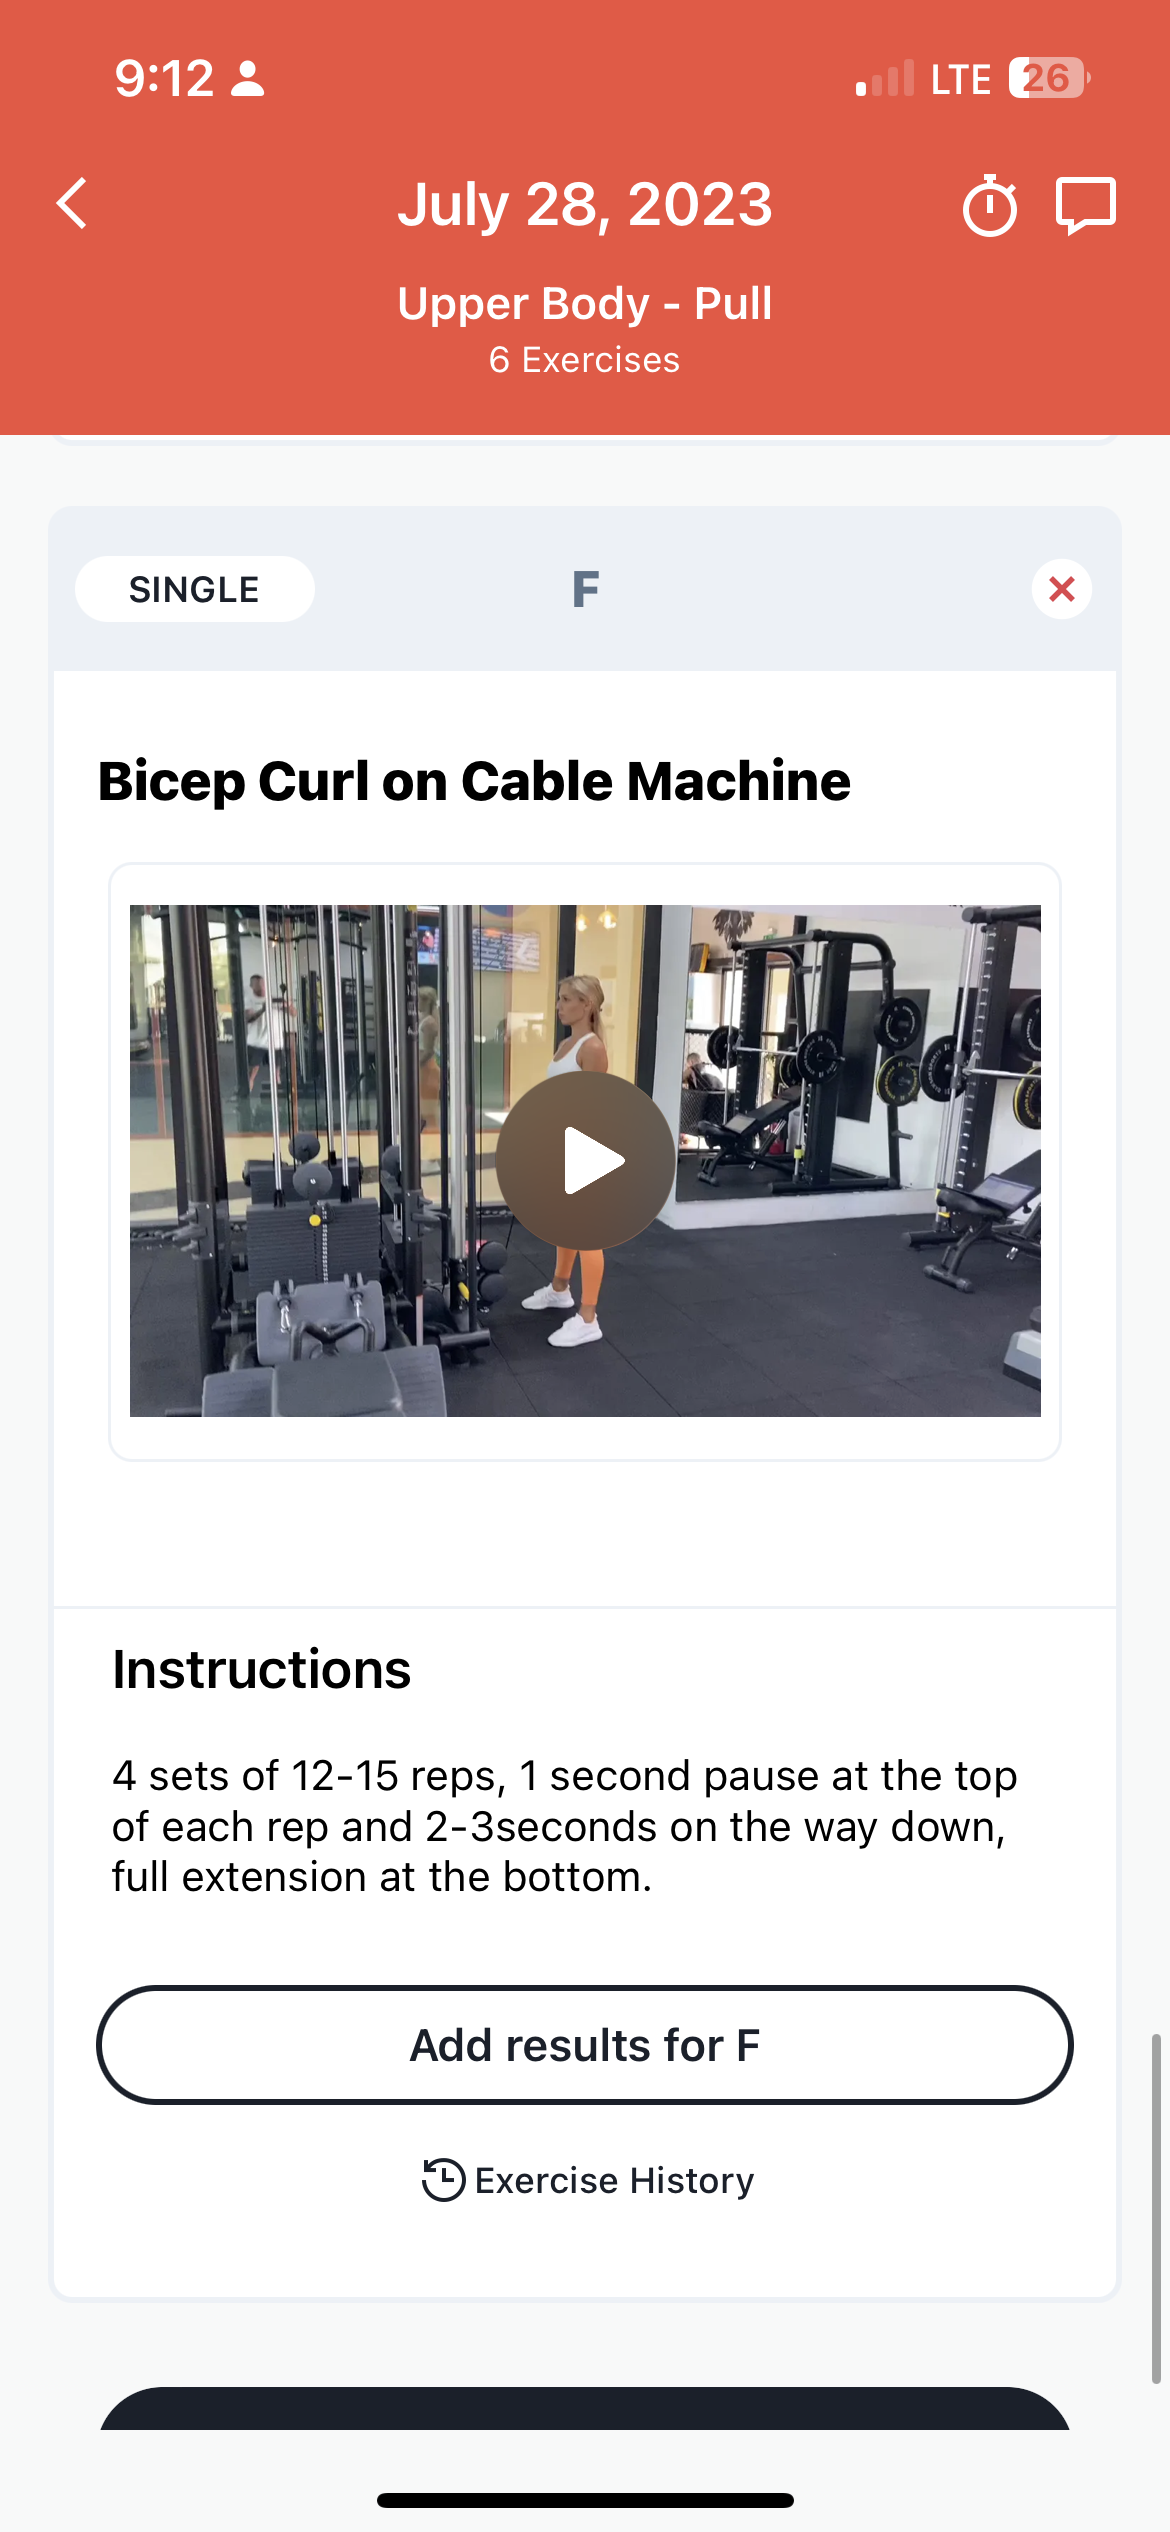 9:12
LTE 26
July 28, 2023
Upper Body - Pull
6 Exercises
SINGLE
F
Bicep Curl on Cable Machine
Instructions
4 sets of 12-15 reps, 1 second pause at the top
of each rep and 2-3seconds on the way down,
full extension at the bottom.
Add results for F
Exercise History